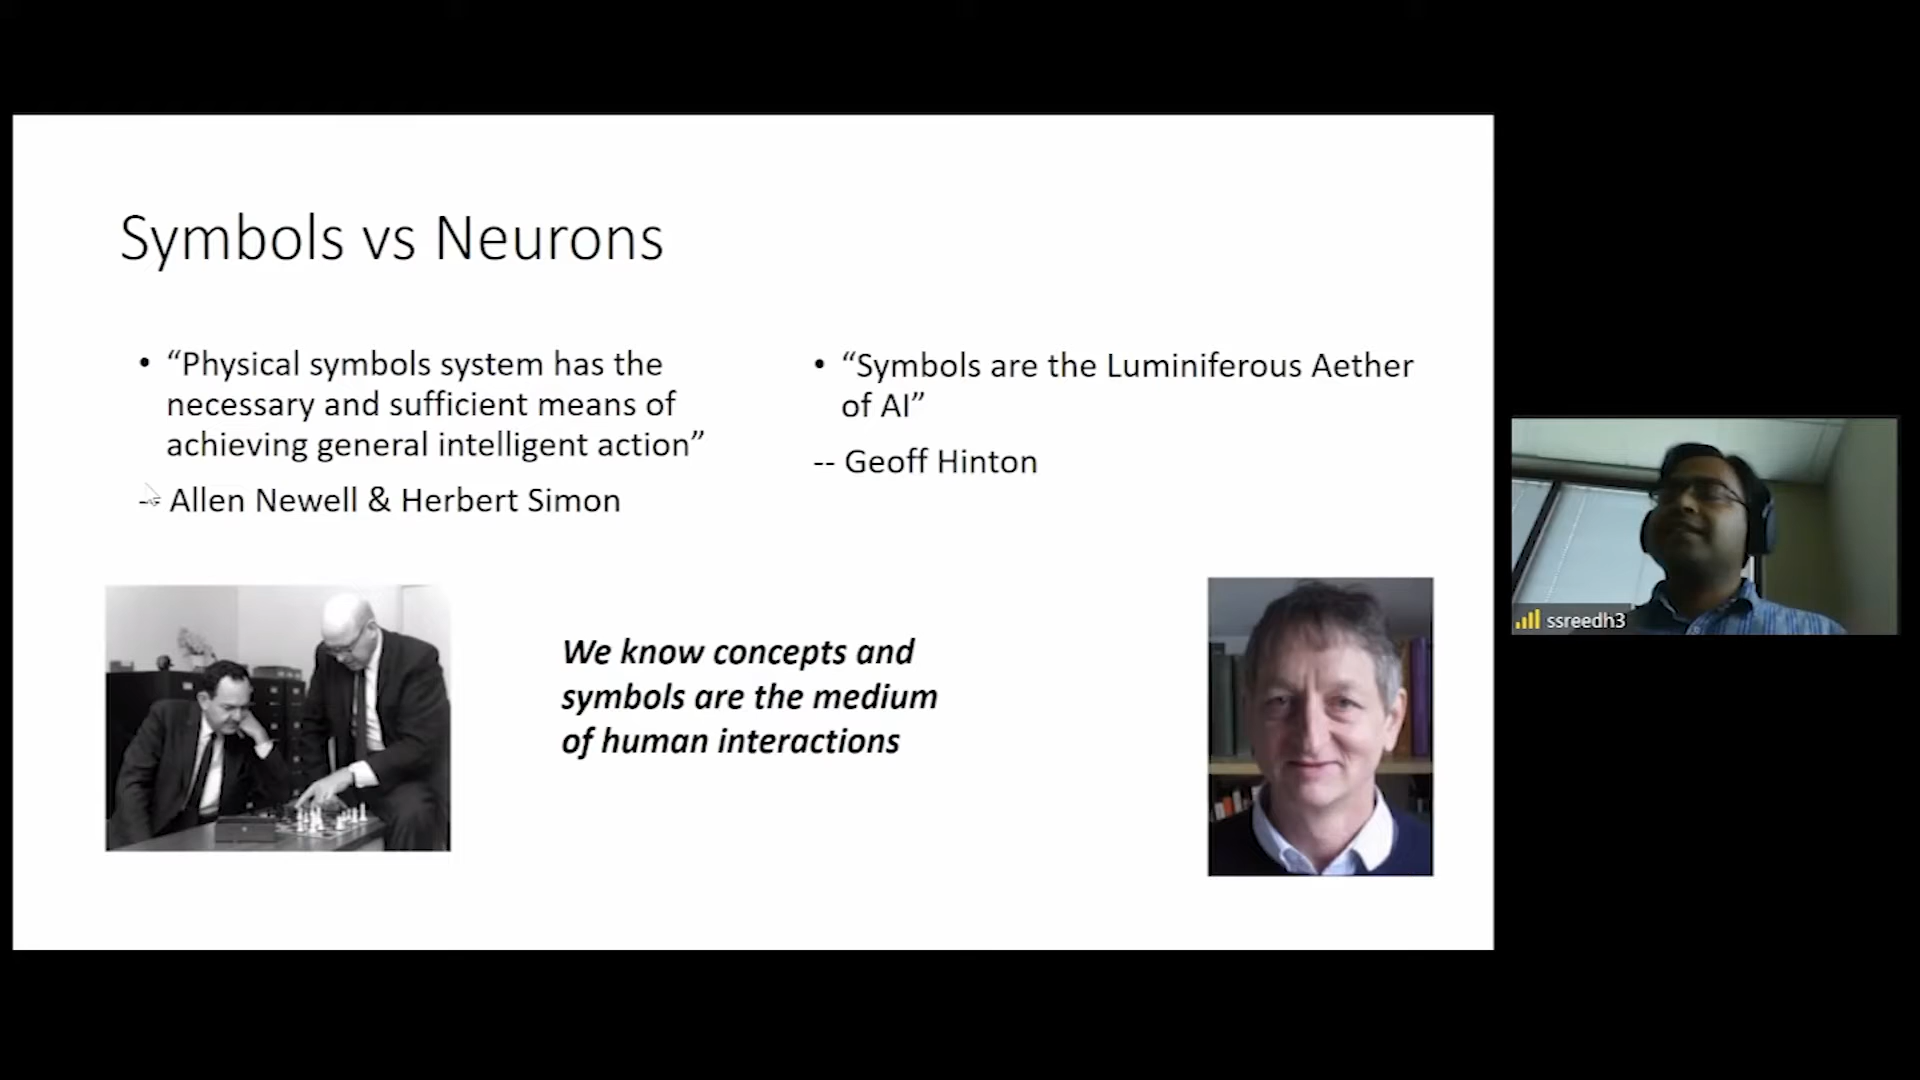 Symbols vs Neurons
• “Physical symbols system has the
necessary and sufficient means of
achieving general intelligent action”
-- Allen Newell & Herbert Simon
• “Symbols are the Luminiferous Aether
of AI”
-- Geoff Hinton
We know concepts and
symbols are the medium
of human interactions
ssreedh3